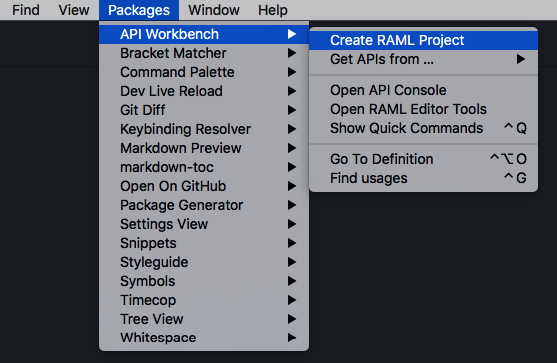 Find View Packages Window Help
API Workbench ▶
Bracket Matcher ▶
Command Palette ▶
Dev Live Reload ▶
Git Diff ▶
Keybinding Resolver ▶
Markdown Preview ▶
markdown-toc ▶
Open On GitHub ▶
Package Generator ▶
Settings View ▶
Snippets ▶
Styleguide ▶
Symbols ▶
Timecop ▶
Tree View ▶
Whitespace ▶
Create RAML Project
Get APIs from ... ▶
Open API Console
Open RAML Editor Tools
Show Quick Commands ^Q
Go To Definition ^⌥O
Find usages ^G